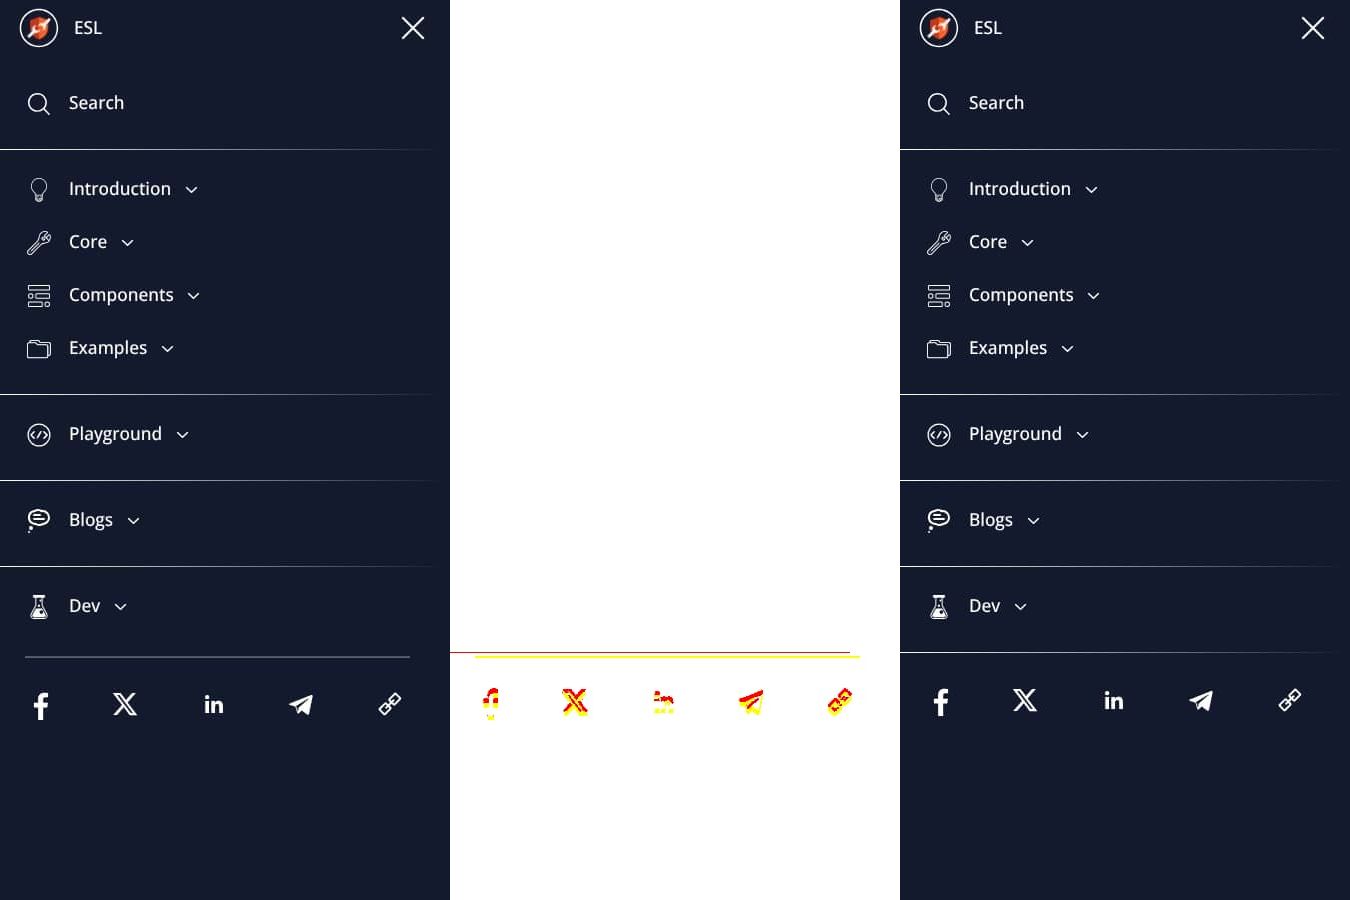 ESL
Search
Introduction
Core
Components
Examples
Playground
Blogs
Dev
ESL
Search
Introduction
Core
Components
Examples
Playground
Blogs
Dev